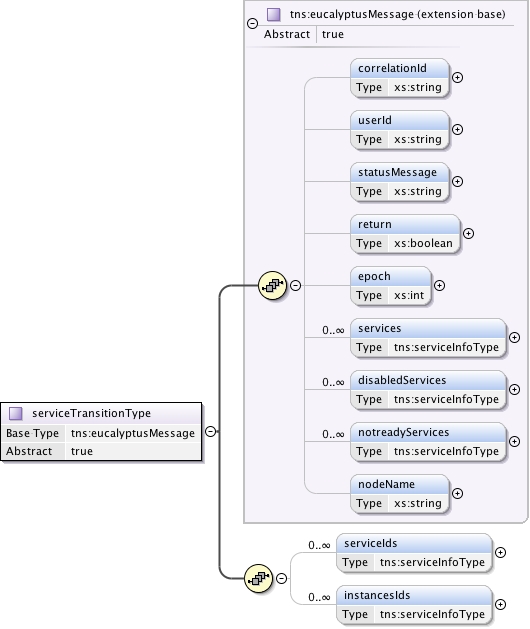 tns:eucalyptusMessage (extension base)
Abstract true
correlationId
Type xs:string
userId
Type xs:string
statusMessage
Type xs:string
return
Type xs:boolean
epoch
Type xs:int
0..∞ services
Type tns:serviceInfoType
0..∞ disabledServices
Type tns:serviceInfoType
0..∞ notreadyServices
Type tns:serviceInfoType
nodeName
Type xs:string
serviceTransitionType
Base Type tns:eucalyptusMessage
Abstract true
0..∞ serviceIds
Type tns:serviceInfoType
0..∞ instancesIds
Type tns:serviceInfoType